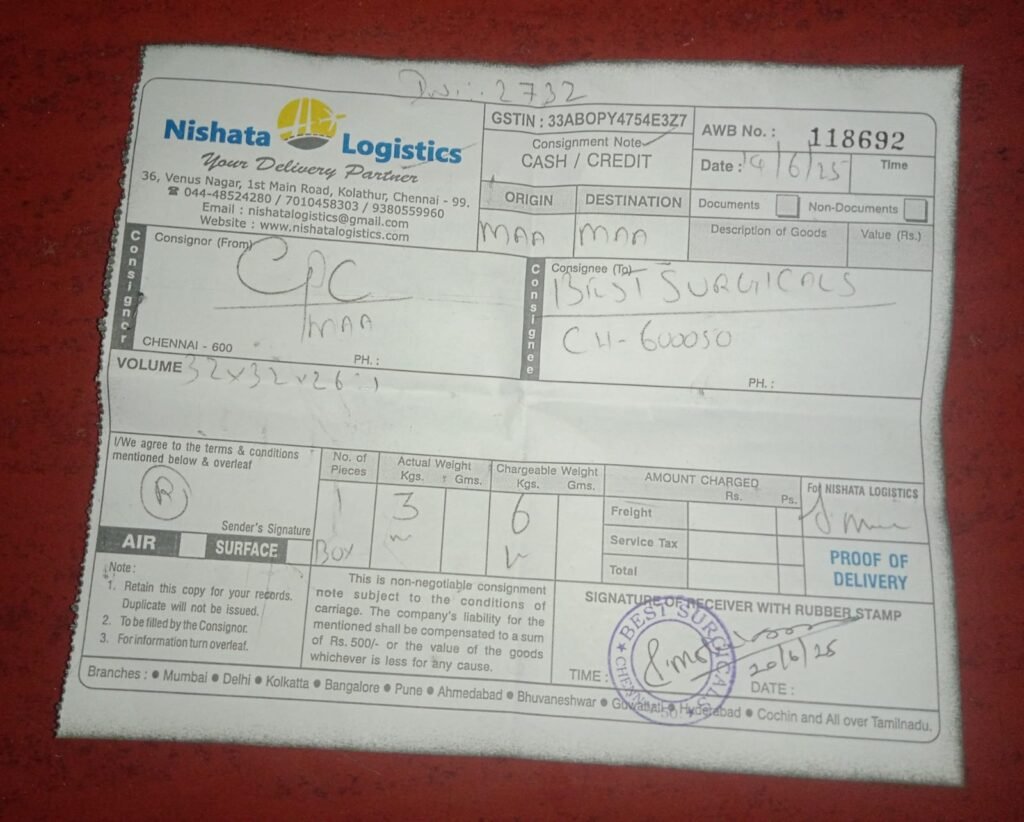 2732
Nishata Logistics
Your Delivery Partner
36, Venus Nagar, 1st Main Road, Kolathur, Chennai - 99.
☎ 044-48524280 / 7010458303 / 9380559960
Email : nishatalogistics@gmail.com
Website : www.nishatalogistics.com
GSTIN : 33ABOPY4754E3Z7
Consignment Note
CASH / CREDIT
ORIGIN DESTINATION
MAA MAA
AWB No. : 118692
Date : 14/6/25 Time
Documents Non-Documents
Description of Goods Value (Rs.)
Consignor
Consignor (From)
CPC
MAA
CHENNAI - 600 PH. :
Consignee
Consignee (To)
BEST SURGICALS
CH-600050
PH. :
VOLUME 32x32x26
I/We agree to the terms & conditions
mentioned below & overleaf
R
Sender's Signature
AIR SURFACE
No. of Pieces
1
Box
Actual Weight
Kgs. Gms.
3
Chargeable Weight
Kgs. Gms.
6
AMOUNT CHARGED
Rs. Ps.
Freight
Service Tax
Total
For NISHATA LOGISTICS
PROOF OF
DELIVERY
Note :
1. Retain this copy for your records.
Duplicate will not be issued.
2. To be filled by the Consignor.
3. For information turn overleaf.
This is non-negotiable consignment
note subject to the conditions of
carriage. The company's liability for the
mentioned shall be compensated to a sum
of Rs. 500/- or the value of the goods
whichever is less for any cause.
SIGNATURE OF RECEIVER WITH RUBBER STAMP
BEST SURGICALS
CHENNAI-50
20/6/25
TIME : DATE :
Branches : • Mumbai • Delhi • Kolkatta • Bangalore • Pune • Ahmedabad • Bhuvaneshwar • Guwattai • Hyderabad • Cochin and All over Tamilnadu.